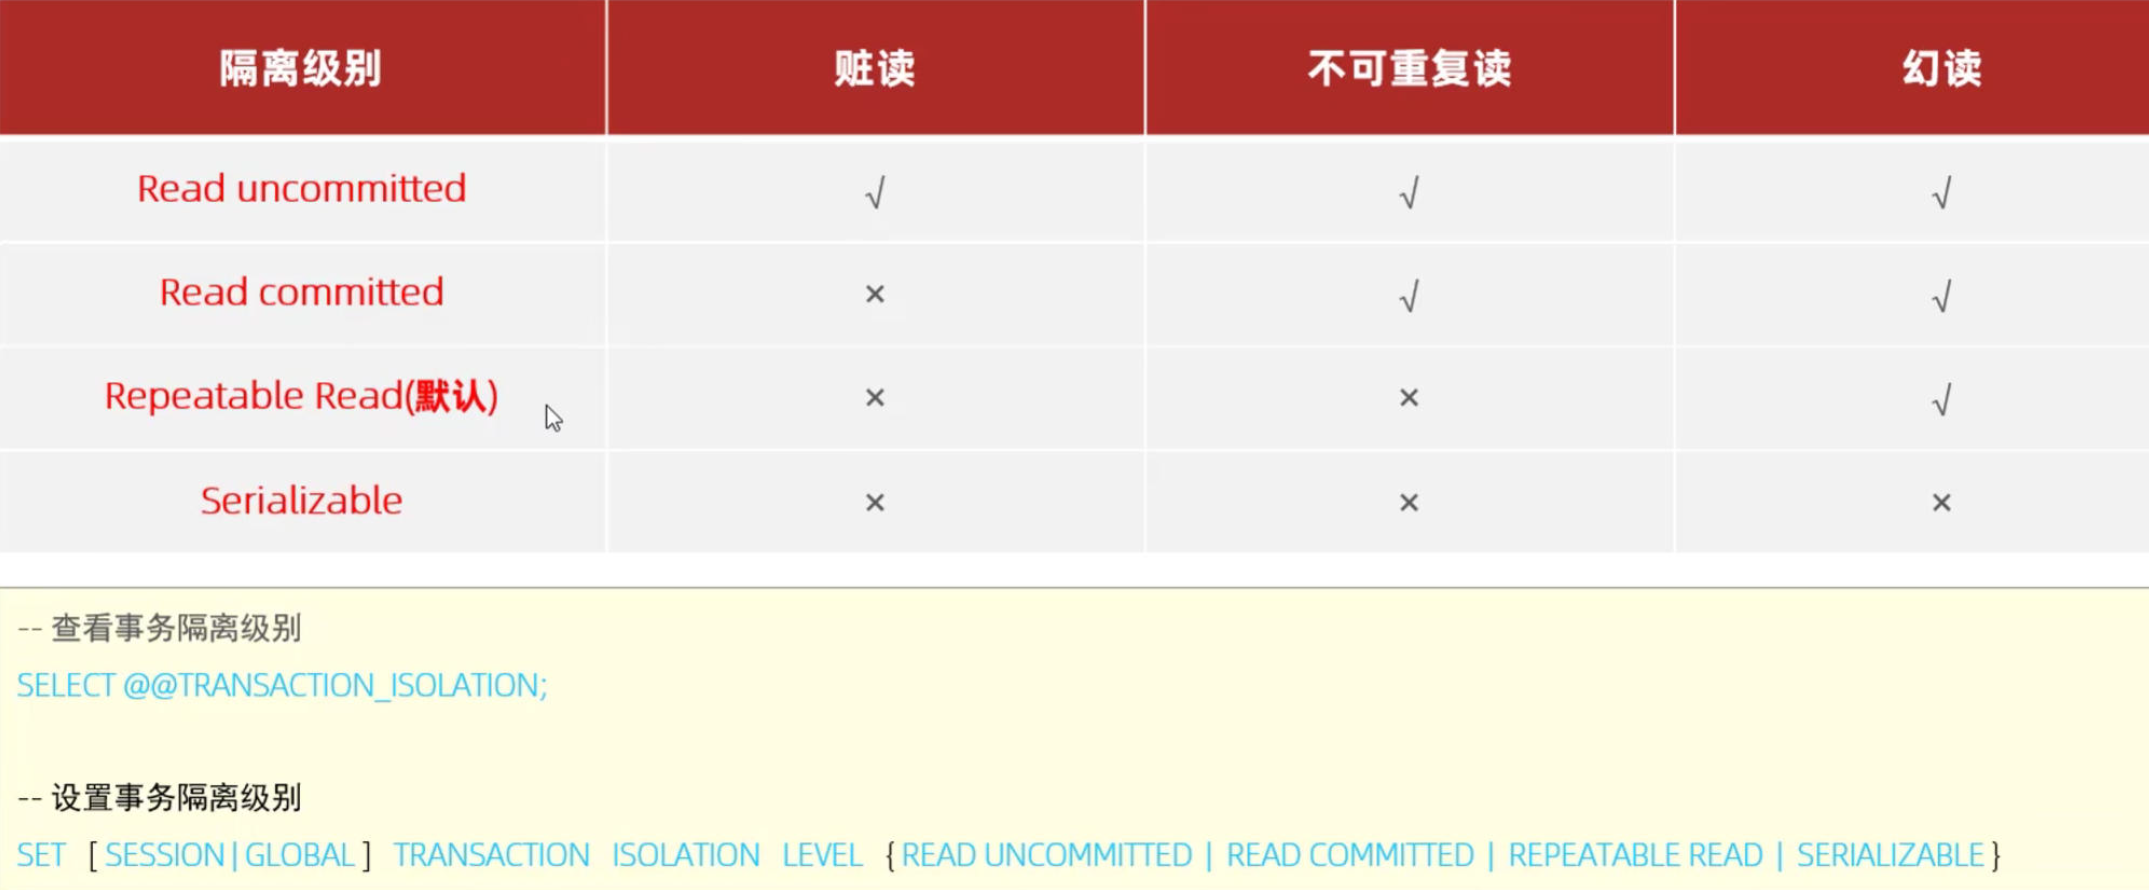 隔离级别 脏读 不可重复读 幻读
Read uncommitted √ √ √
Read committed × √ √
Repeatable Read(默认) × × √
Serializable × × ×
-- 查看事务隔离级别
SELECT @@TRANSACTION_ISOLATION;
-- 设置事务隔离级别
SET [ SESSION | GLOBAL ] TRANSACTION ISOLATION LEVEL { READ UNCOMMITTED | READ COMMITTED | REPEATABLE READ | SERIALIZABLE }